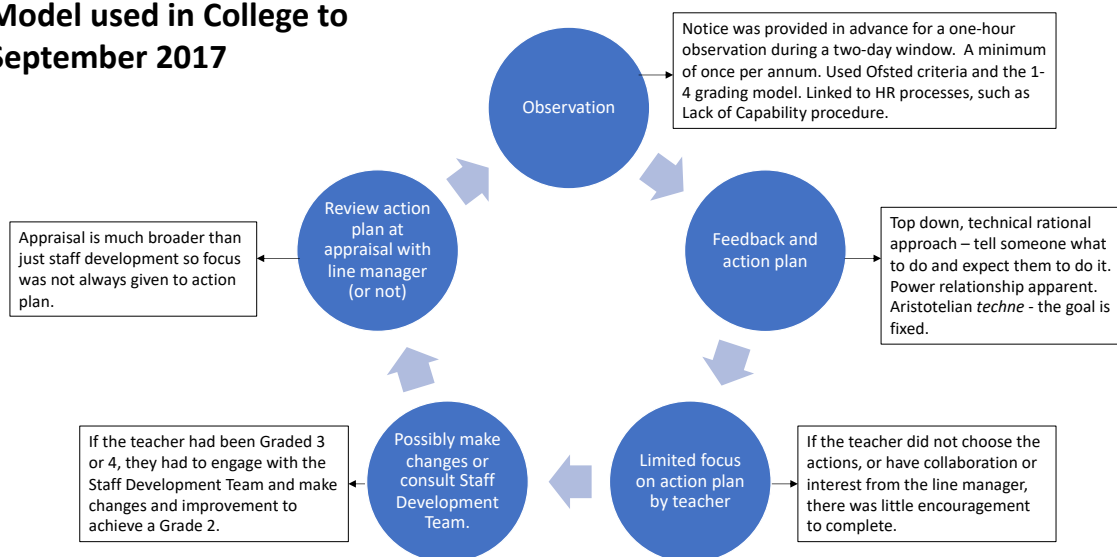 Model used in College to
September 2017
Observation
Notice was provided in advance for a one-hour
observation during a two-day window.  A minimum
of once per annum. Used Ofsted criteria and the 1-
4 grading model. Linked to HR processes, such as
Lack of Capability procedure.
Feedback and
action plan
Top down, technical rational
approach – tell someone what
to do and expect them to do it.
Power relationship apparent.
Aristotelian techne - the goal is
fixed.
Limited focus
on action plan
by teacher
If the teacher did not choose the
actions, or have collaboration or
interest from the line manager,
there was little encouragement
to complete.
Possibly make
changes or
consult Staff
Development
Team.
If the teacher had been Graded 3
or 4, they had to engage with the
Staff Development Team and make
changes and improvement to
achieve a Grade 2.
Review action
plan at
appraisal with
line manager
(or not)
Appraisal is much broader than
just staff development so focus
was not always given to action
plan.